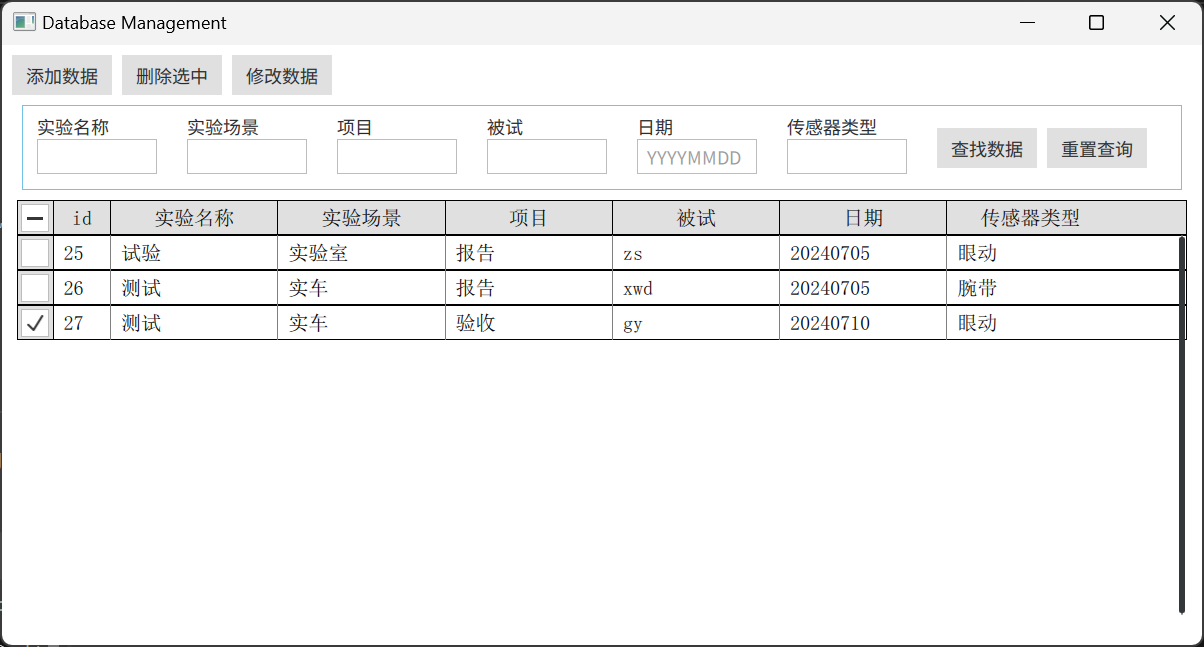 Database Management
添加数据 删除选中 修改数据
实验名称 实验场景 项目 被试 日期 传感器类型
YYYYMMDD 查找数据 重置查询
id 实验名称 实验场景 项目 被试 日期 传感器类型
25 试验 实验室 报告 zs 20240705 眼动
26 测试 实车 报告 xwd 20240705 腕带
27 测试 实车 验收 gy 20240710 眼动